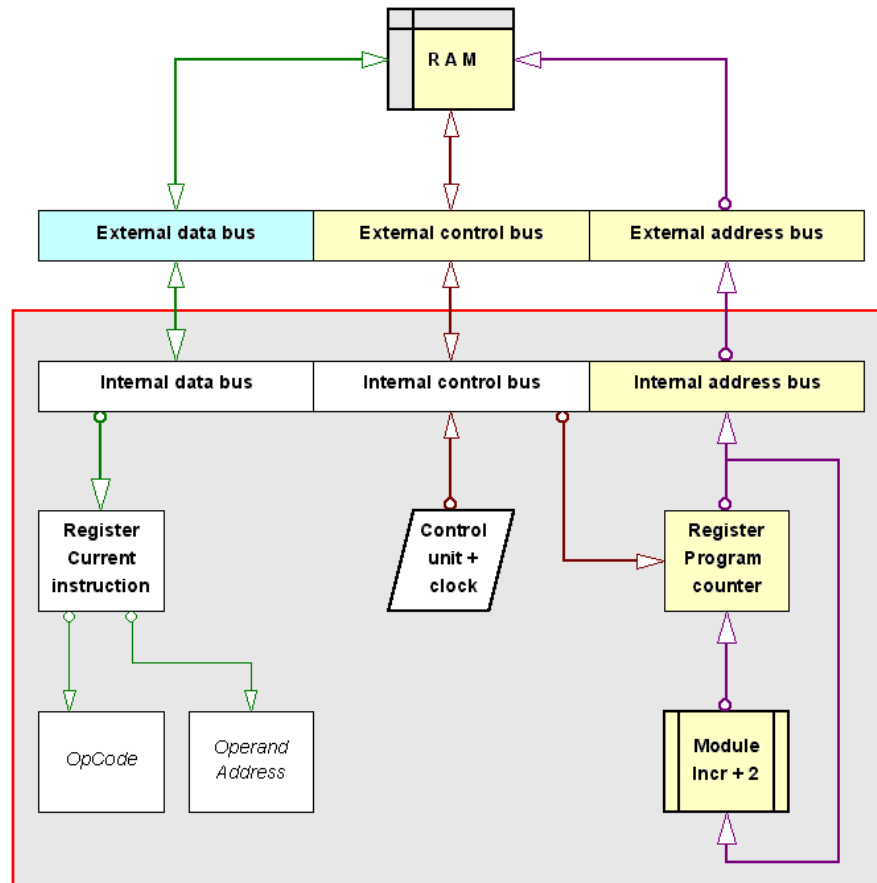 R A M
External data bus
External control bus
External address bus
Internal data bus
Internal control bus
Internal address bus
Register
Current
instruction
Control
unit +
clock
Register
Program
counter
OpCode
Operand
Address
Module
Incr + 2